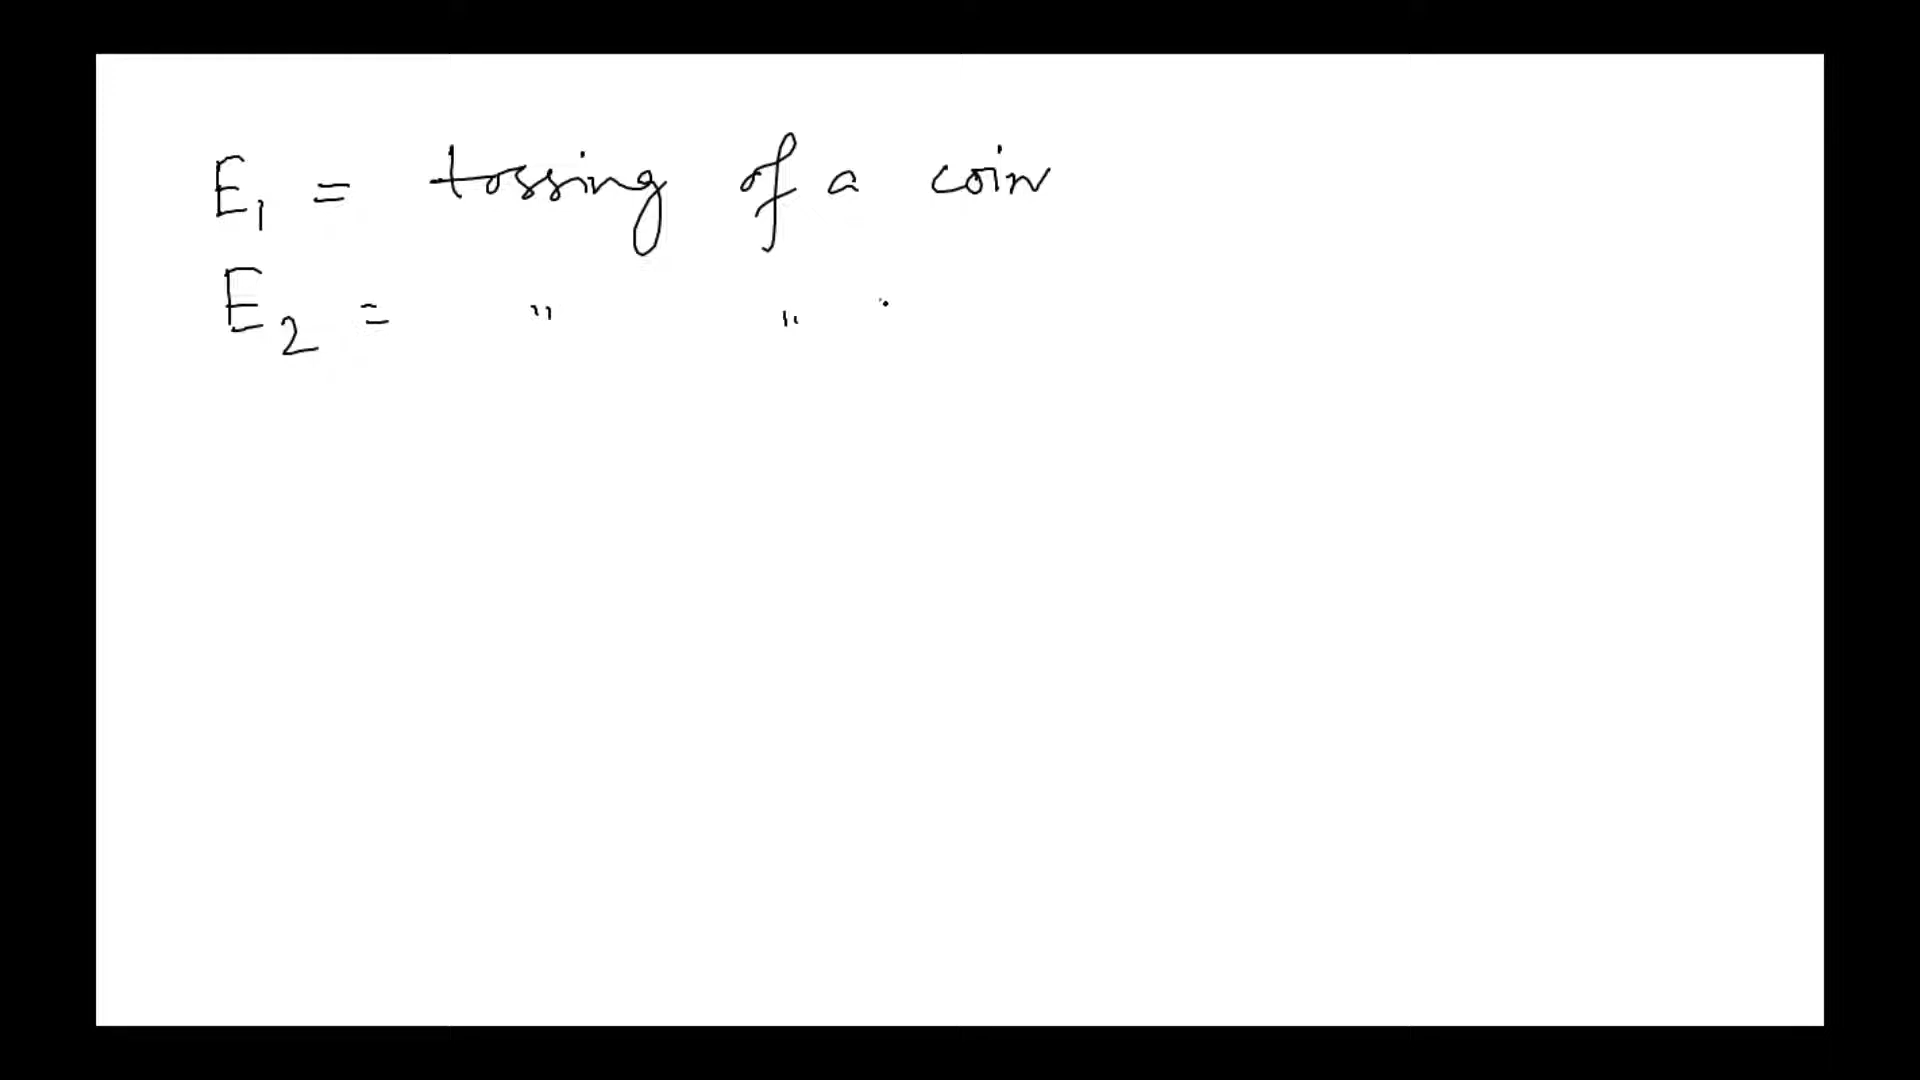 E₁ = tossing of a coin
E₂ = " "